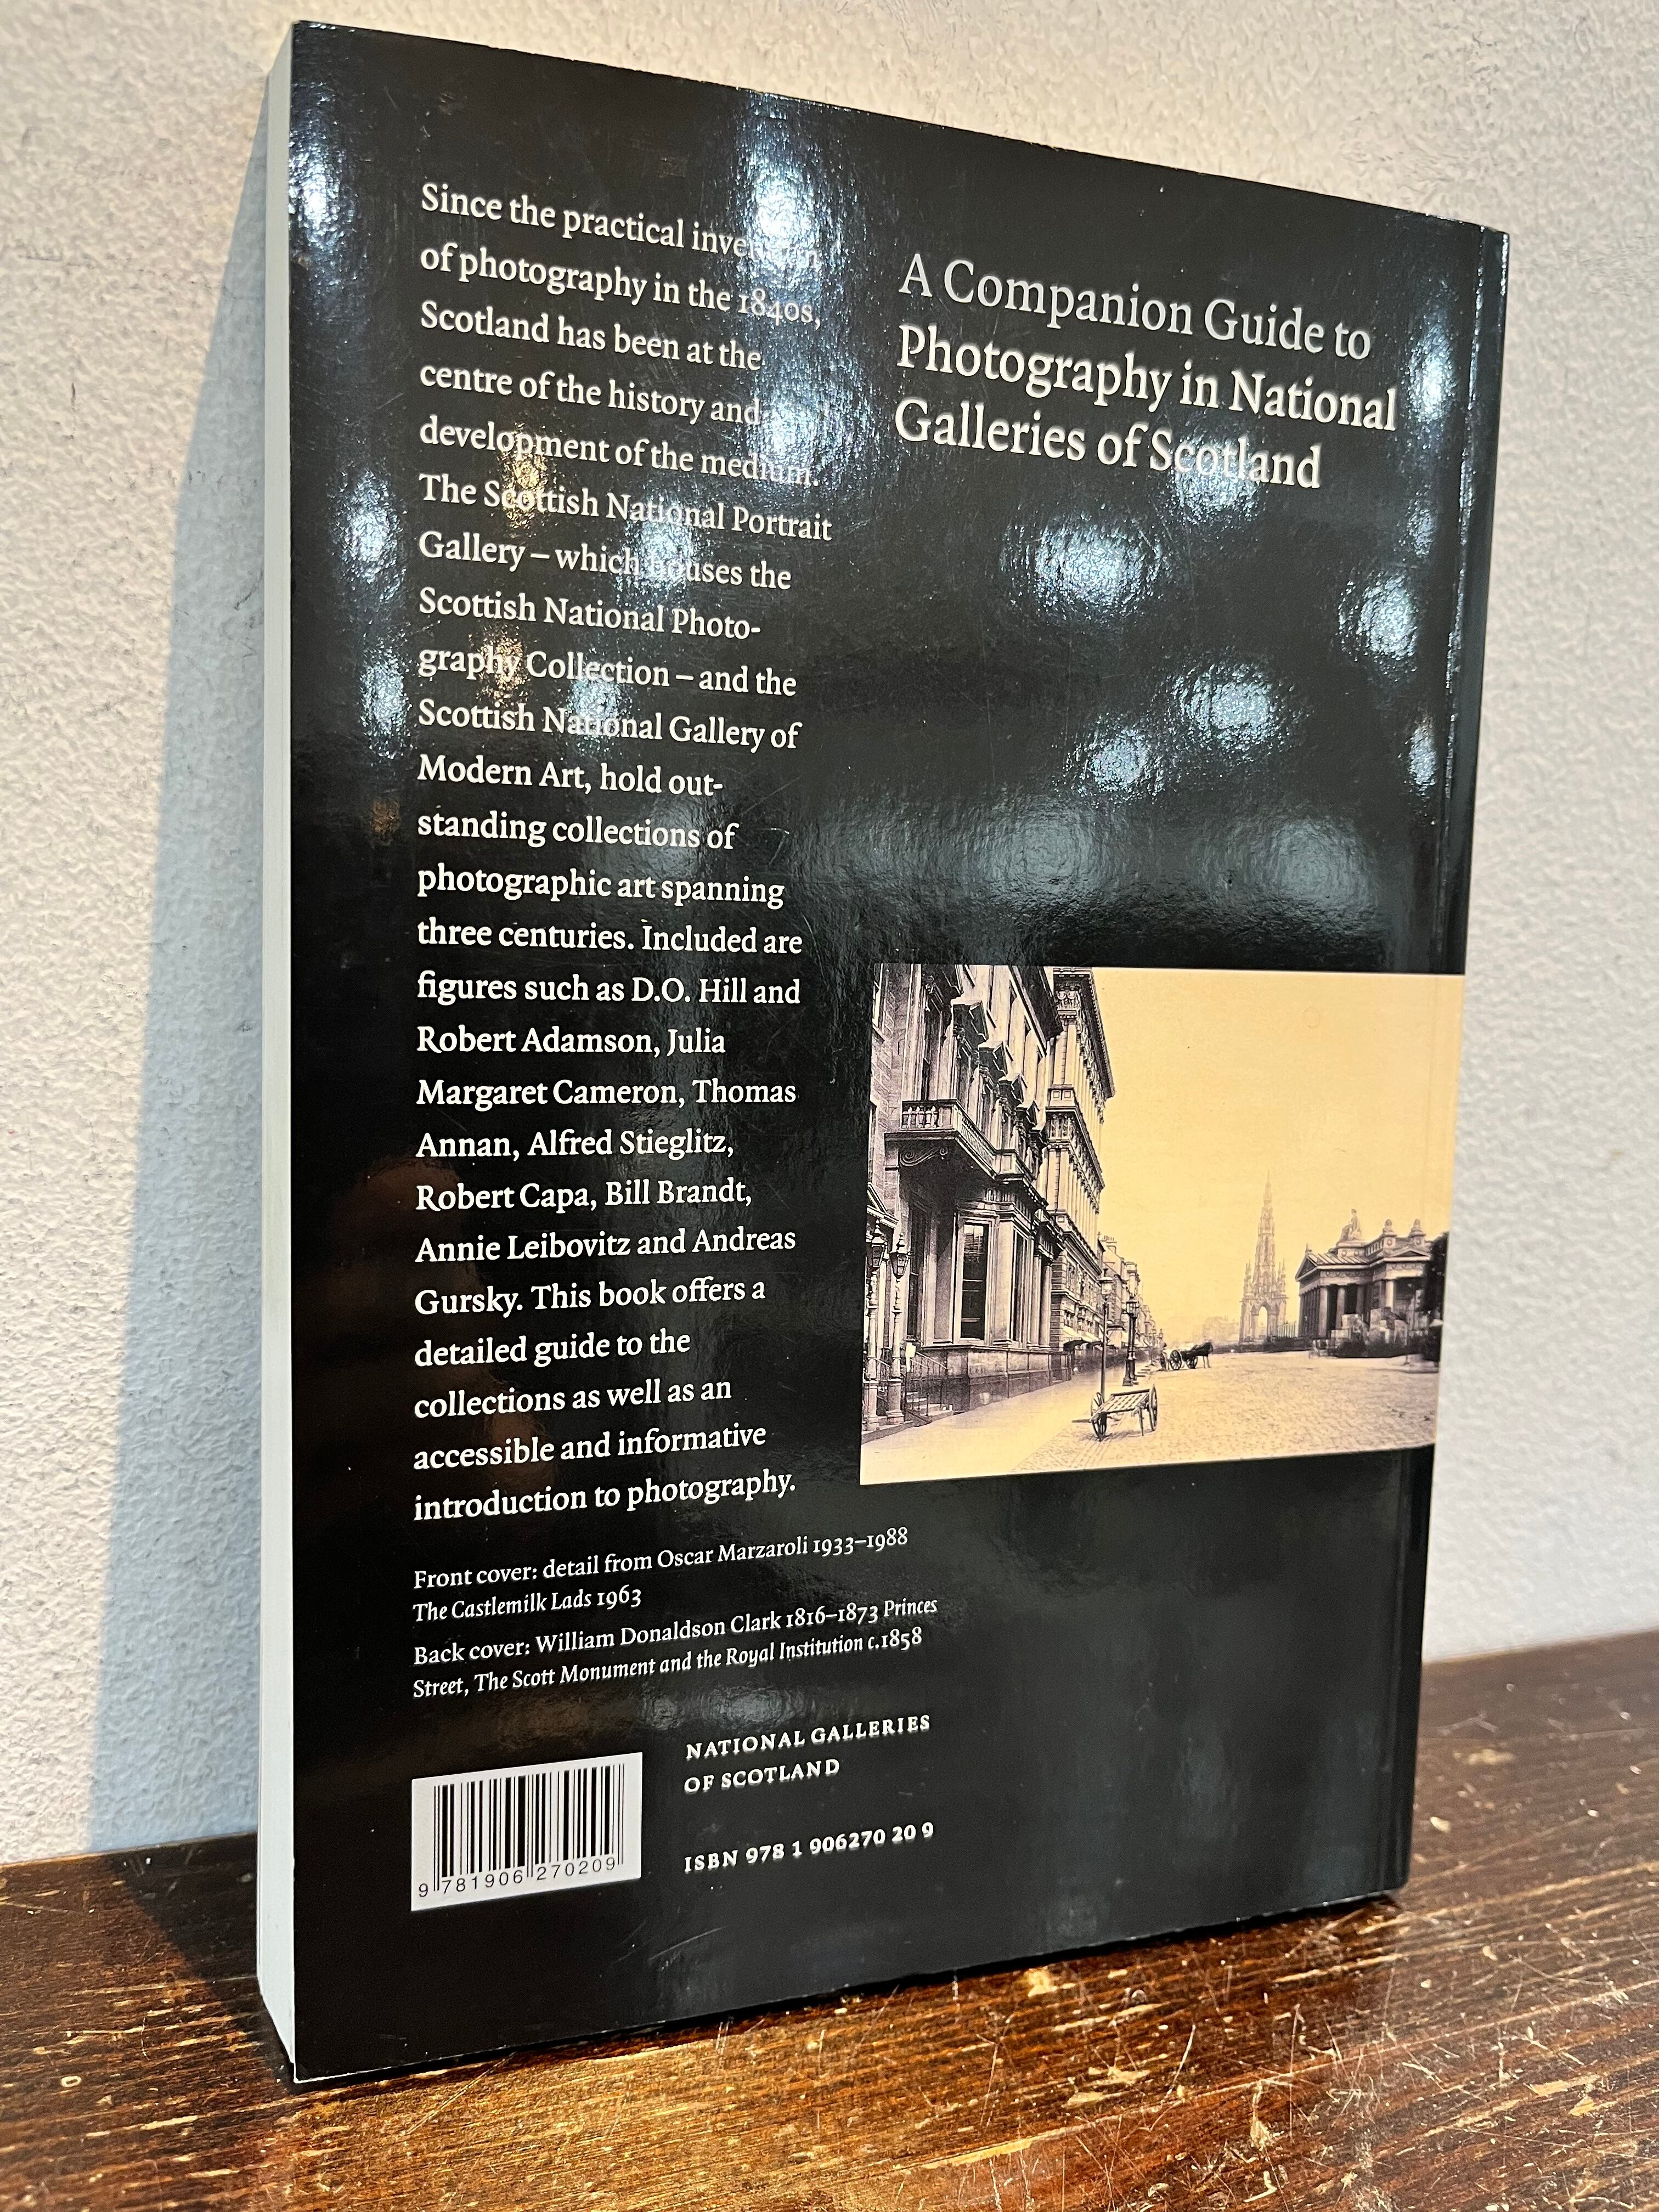 Since the practical invention
of photography in the 1840s,
Scotland has been at the
centre of the history and
development of the medium.
The Scottish National Portrait
Gallery – which houses the
Scottish National Photo-
graphy Collection – and the
Scottish National Gallery of
Modern Art, hold out-
standing collections of
photographic art spanning
three centuries. Included are
figures such as D.O. Hill and
Robert Adamson, Julia
Margaret Cameron, Thomas
Annan, Alfred Stieglitz,
Robert Capa, Bill Brandt,
Annie Leibovitz and Andreas
Gursky. This book offers a
detailed guide to the
collections as well as an
accessible and informative
introduction to photography.
Front cover: detail from Oscar Marzaroli 1933–1988
The Castlemilk Lads 1963
Back cover: William Donaldson Clark 1816–1873 Princes
Street, The Scott Monument and the Royal Institution c.1858
A Companion Guide to
Photography in National
Galleries of Scotland
NATIONAL GALLERIES
OF SCOTLAND
ISBN 978 1 906270 20 9
9 781906 270209